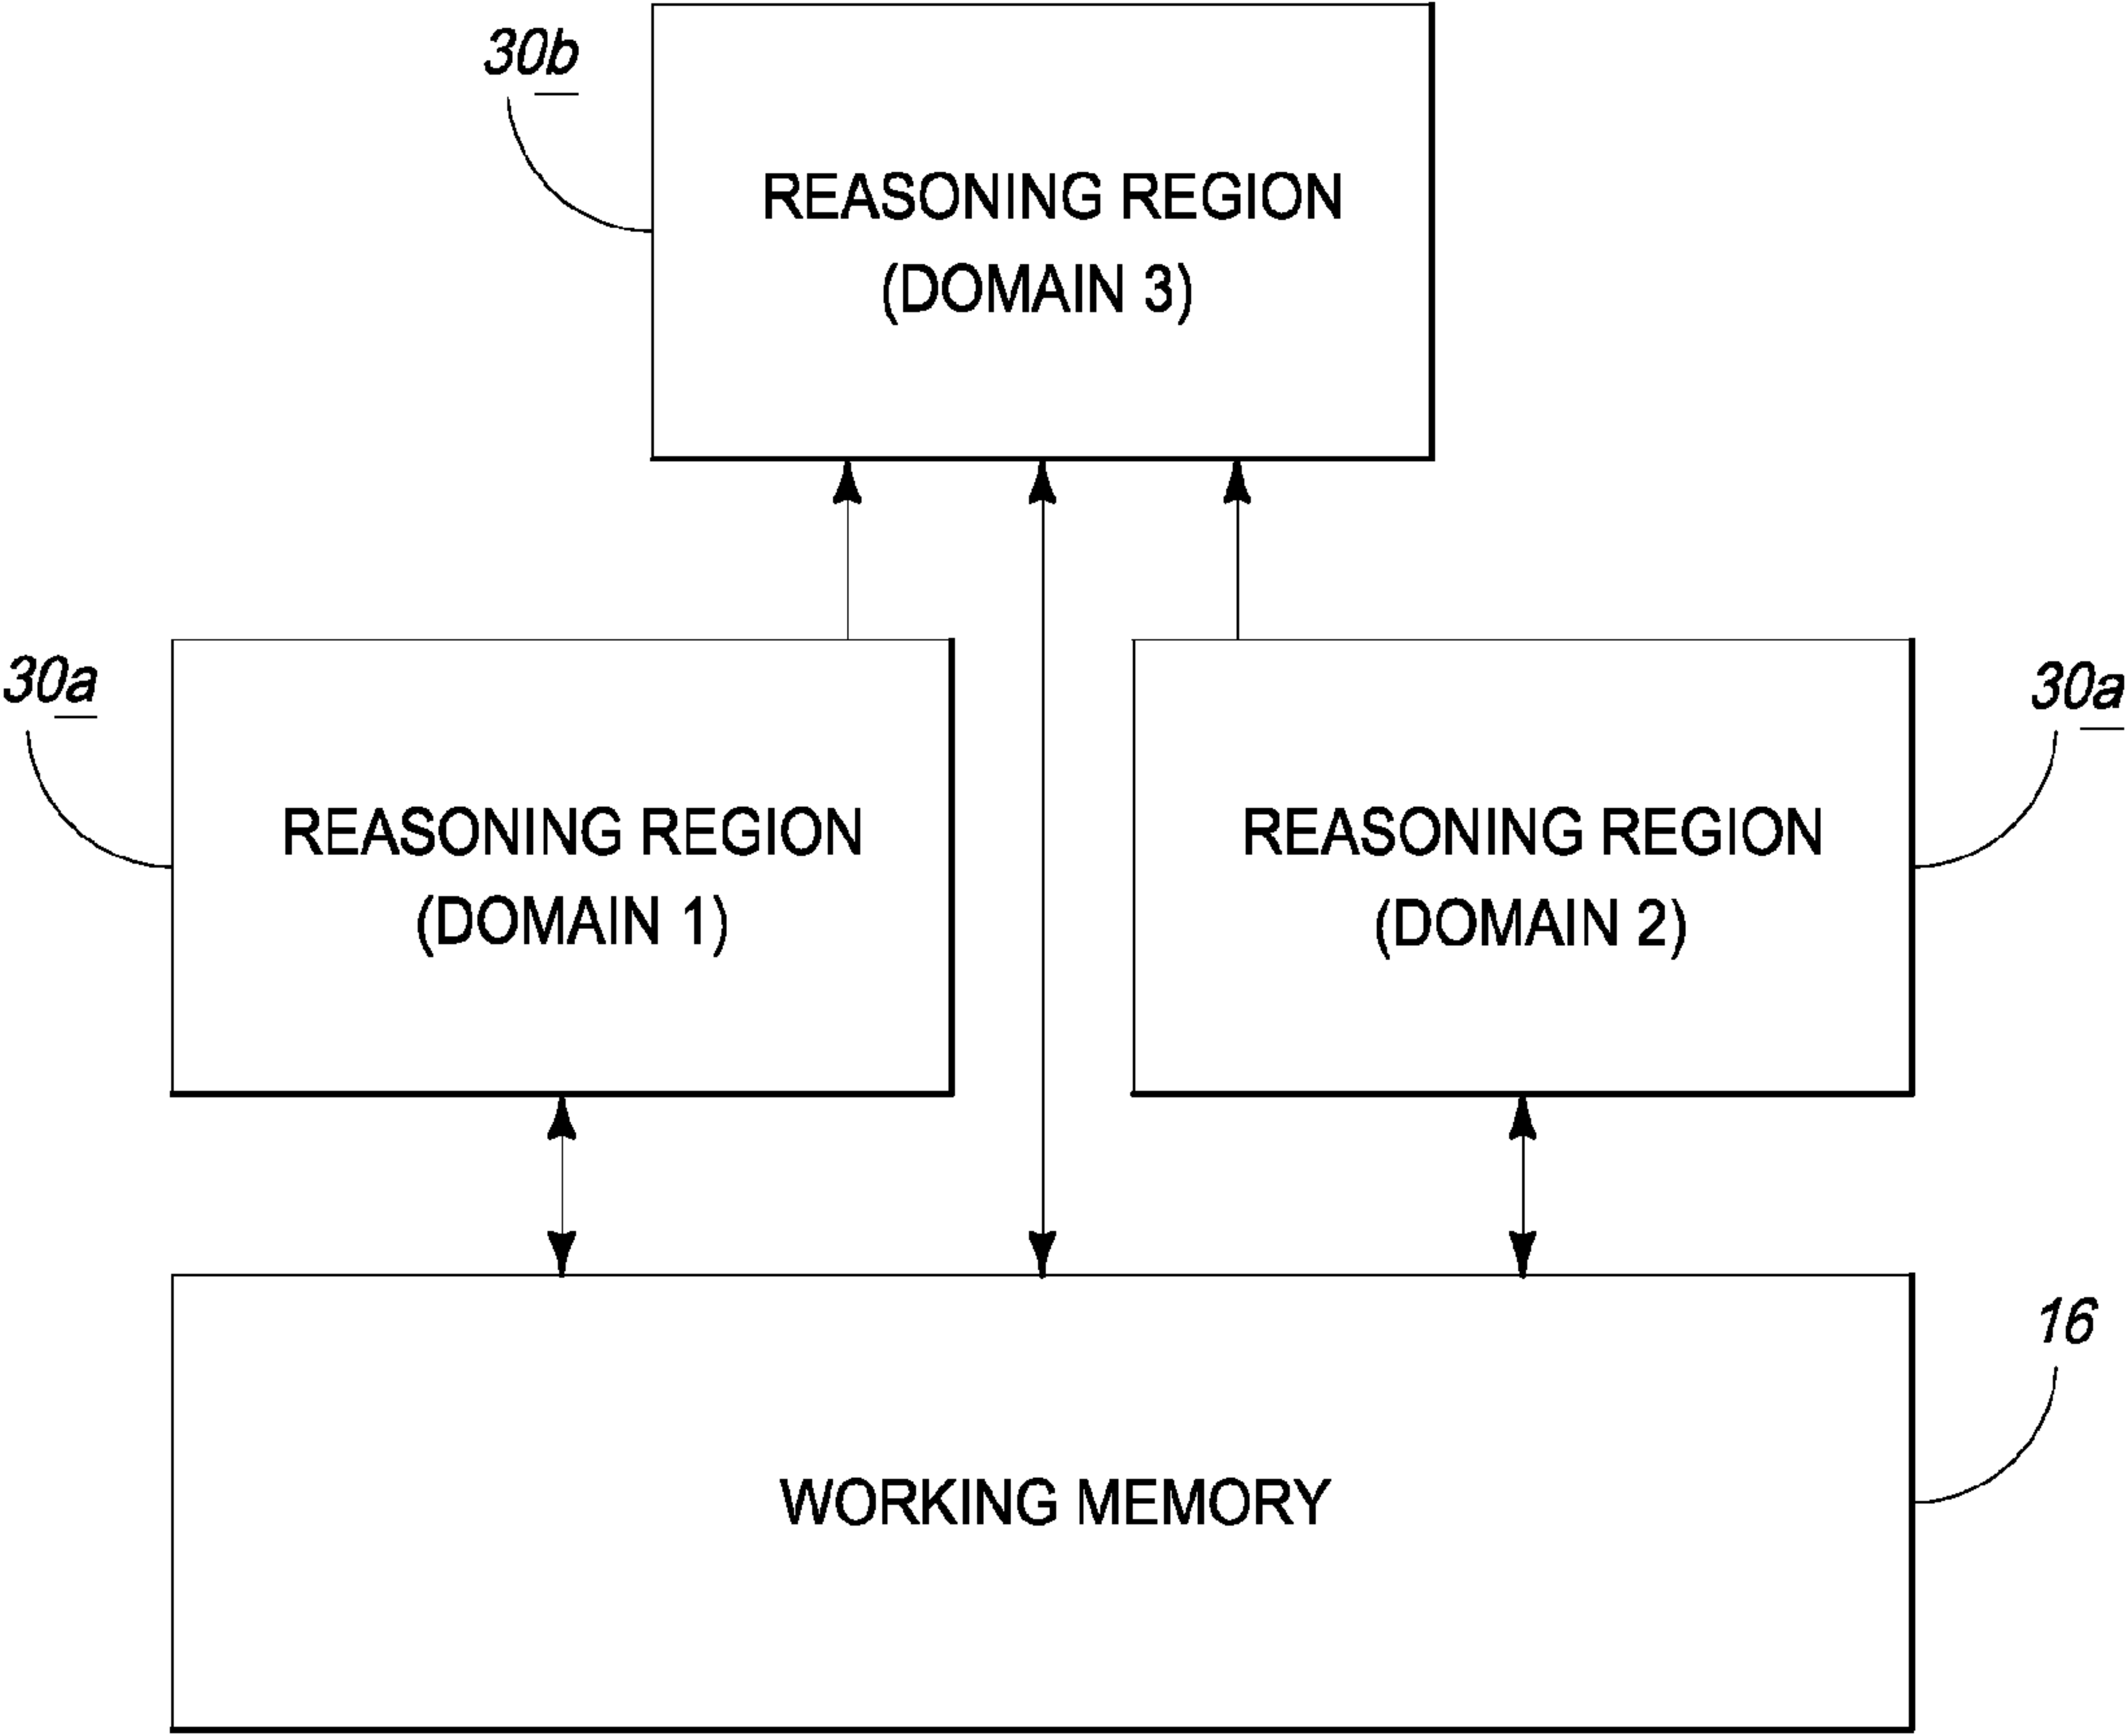 30b
REASONING REGION
(DOMAIN 3)
30a
REASONING REGION
(DOMAIN 1)
30a
REASONING REGION
(DOMAIN 2)
16
WORKING MEMORY